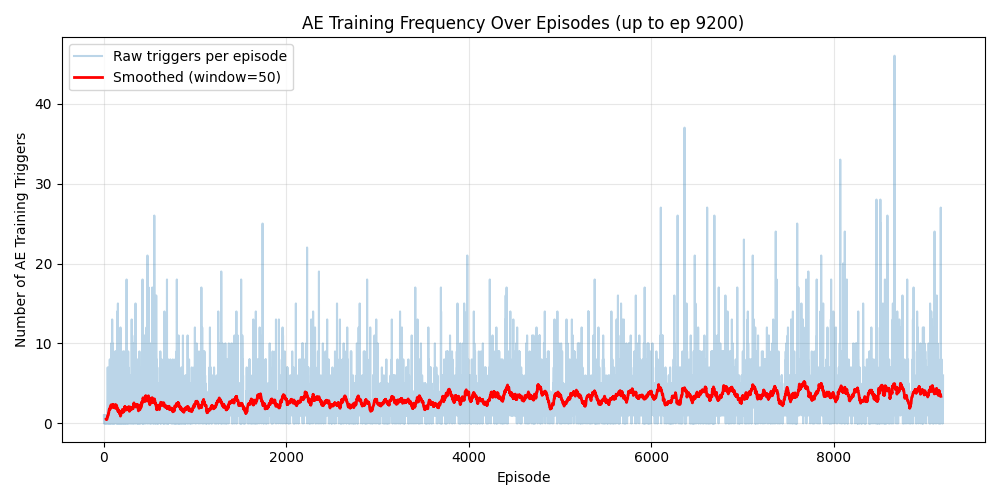 AE Training Frequency Over Episodes (up to ep 9200)
Raw triggers per episode
Smoothed (window=50)
Number of AE Training Triggers
40
30
20
10
0
0 2000 4000 6000 8000
Episode